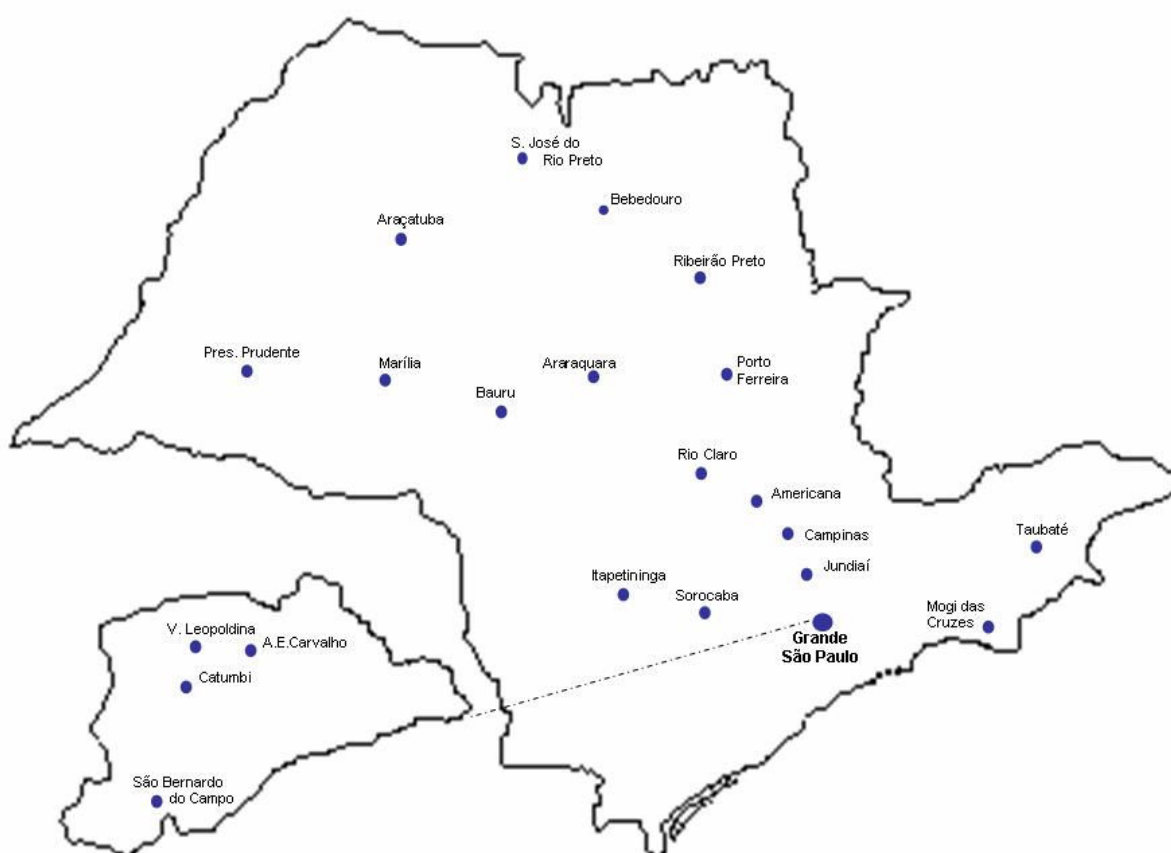 S. José do
Rio Preto
Bebedouro
Araçatuba
Ribeirão Preto
Pres. Prudente
Marília
Araraquara
Porto
Ferreira
Bauru
Rio Claro
Americana
Campinas
Taubaté
Jundiaí
Itapetininga
Sorocaba
Mogi das
Cruzes
Grande
São Paulo
V. Leopoldina
A.E.Carvalho
Catumbi
São Bernardo
do Campo